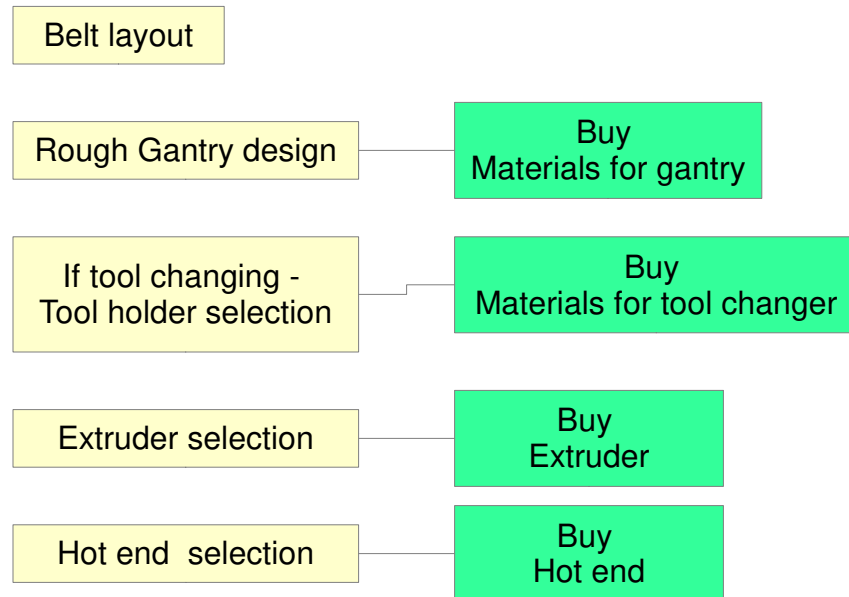 Belt layout
Rough Gantry design
Buy
Materials for gantry
If tool changing -
Tool holder selection
Buy
Materials for tool changer
Extruder selection
Buy
Extruder
Hot end  selection
Buy
Hot end